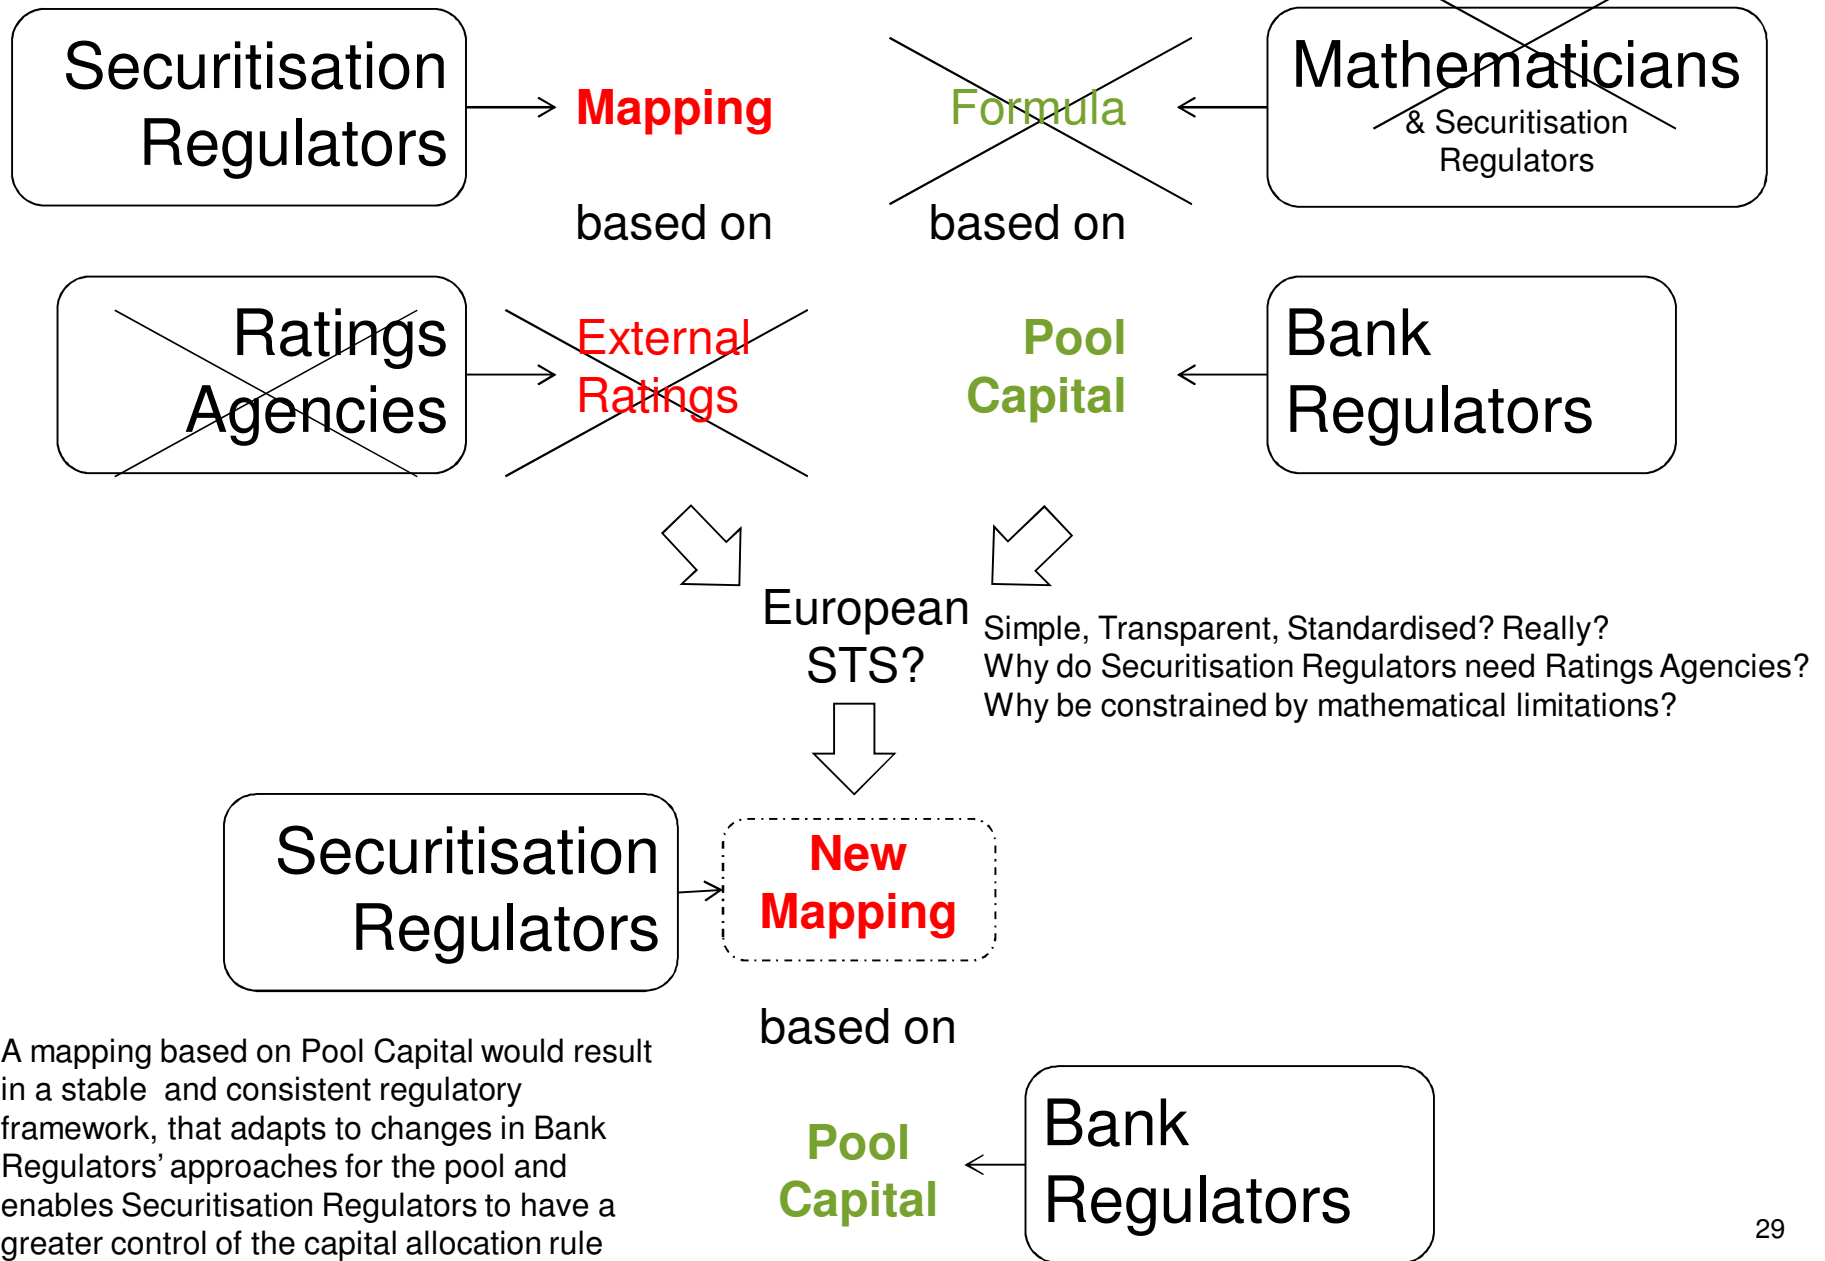 Securitisation
Regulators
Mapping
Formula
Mathematicians
& Securitisation
Regulators
based on
based on
Ratings
Agencies
External
Ratings
Pool
Capital
Bank
Regulators
European
STS?
Simple, Transparent, Standardised? Really?
Why do Securitisation Regulators need Ratings Agencies?
Why be constrained by mathematical limitations?
Securitisation
Regulators
New
Mapping
based on
A mapping based on Pool Capital would result
in a stable and consistent regulatory
framework, that adapts to changes in Bank
Regulators’ approaches for the pool and
enables Securitisation Regulators to have a
greater control of the capital allocation rule
Pool
Capital
Bank
Regulators
29